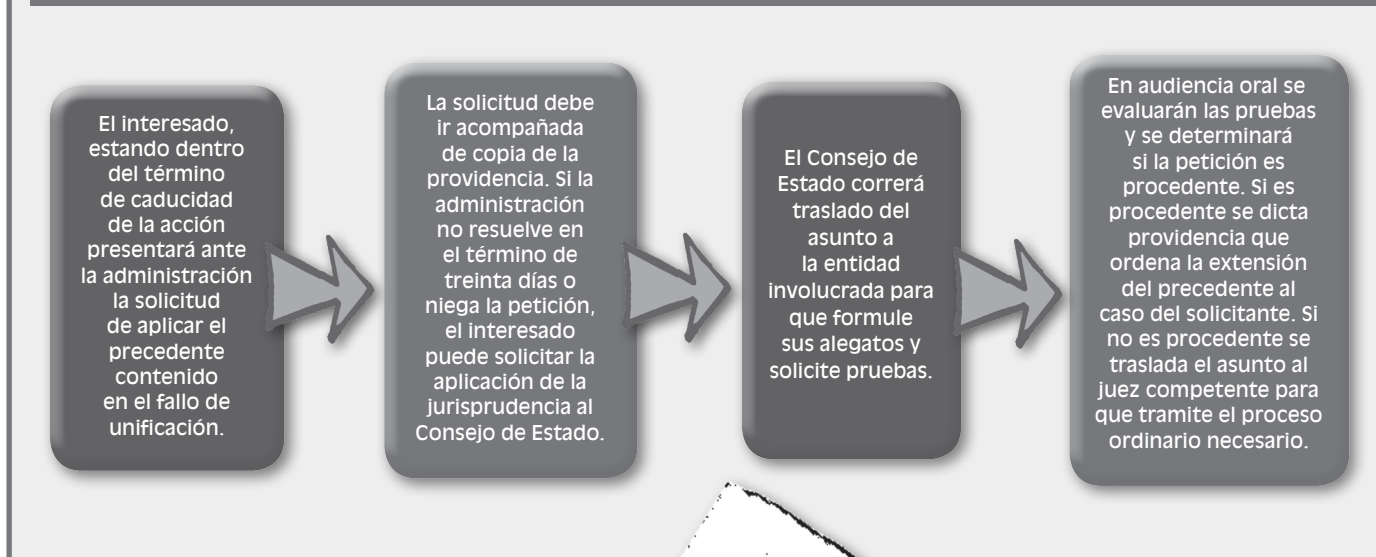 El interesado,
estando dentro
del término
de caducidad
de la acción
presentará ante
la administración
la solicitud
de aplicar el
precedente
contenido
en el fallo de
unificación.
La solicitud debe
ir acompañada
de copia de la
providencia. Si la
administración
no resuelve en
el término de
treinta días o
niega la petición,
el interesado
puede solicitar la
aplicación de la
jurisprudencia al
Consejo de Estado.
El Consejo de
Estado correrá
traslado del
asunto a
la entidad
involucrada para
que formule
sus alegatos y
solicite pruebas.
En audiencia oral se
evaluarán las pruebas
y se determinará
si la petición es
procedente. Si es
procedente se dicta
providencia que
ordena la extensión
del precedente al
caso del solicitante. Si
no es procedente se
traslada el asunto al
juez competente para
que tramite el proceso
ordinario necesario.